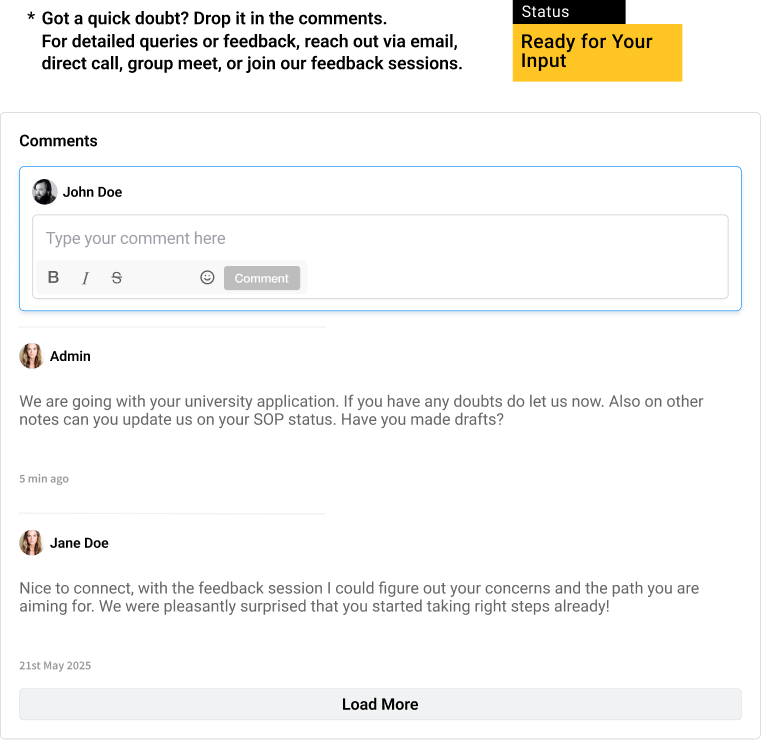 * Got a quick doubt? Drop it in the comments.
For detailed queries or feedback, reach out via email,
direct call, group meet, or join our feedback sessions.
Status
Ready for Your
Input
Comments
John Doe
Type your comment here
B I S Comment
Admin
We are going with your university application. If you have any doubts do let us now. Also on other
notes can you update us on your SOP status. Have you made drafts?
5 min ago
Jane Doe
Nice to connect, with the feedback session I could figure out your concerns and the path you are
aiming for. We were pleasantly surprised that you started taking right steps already!
21st May 2025
Load More